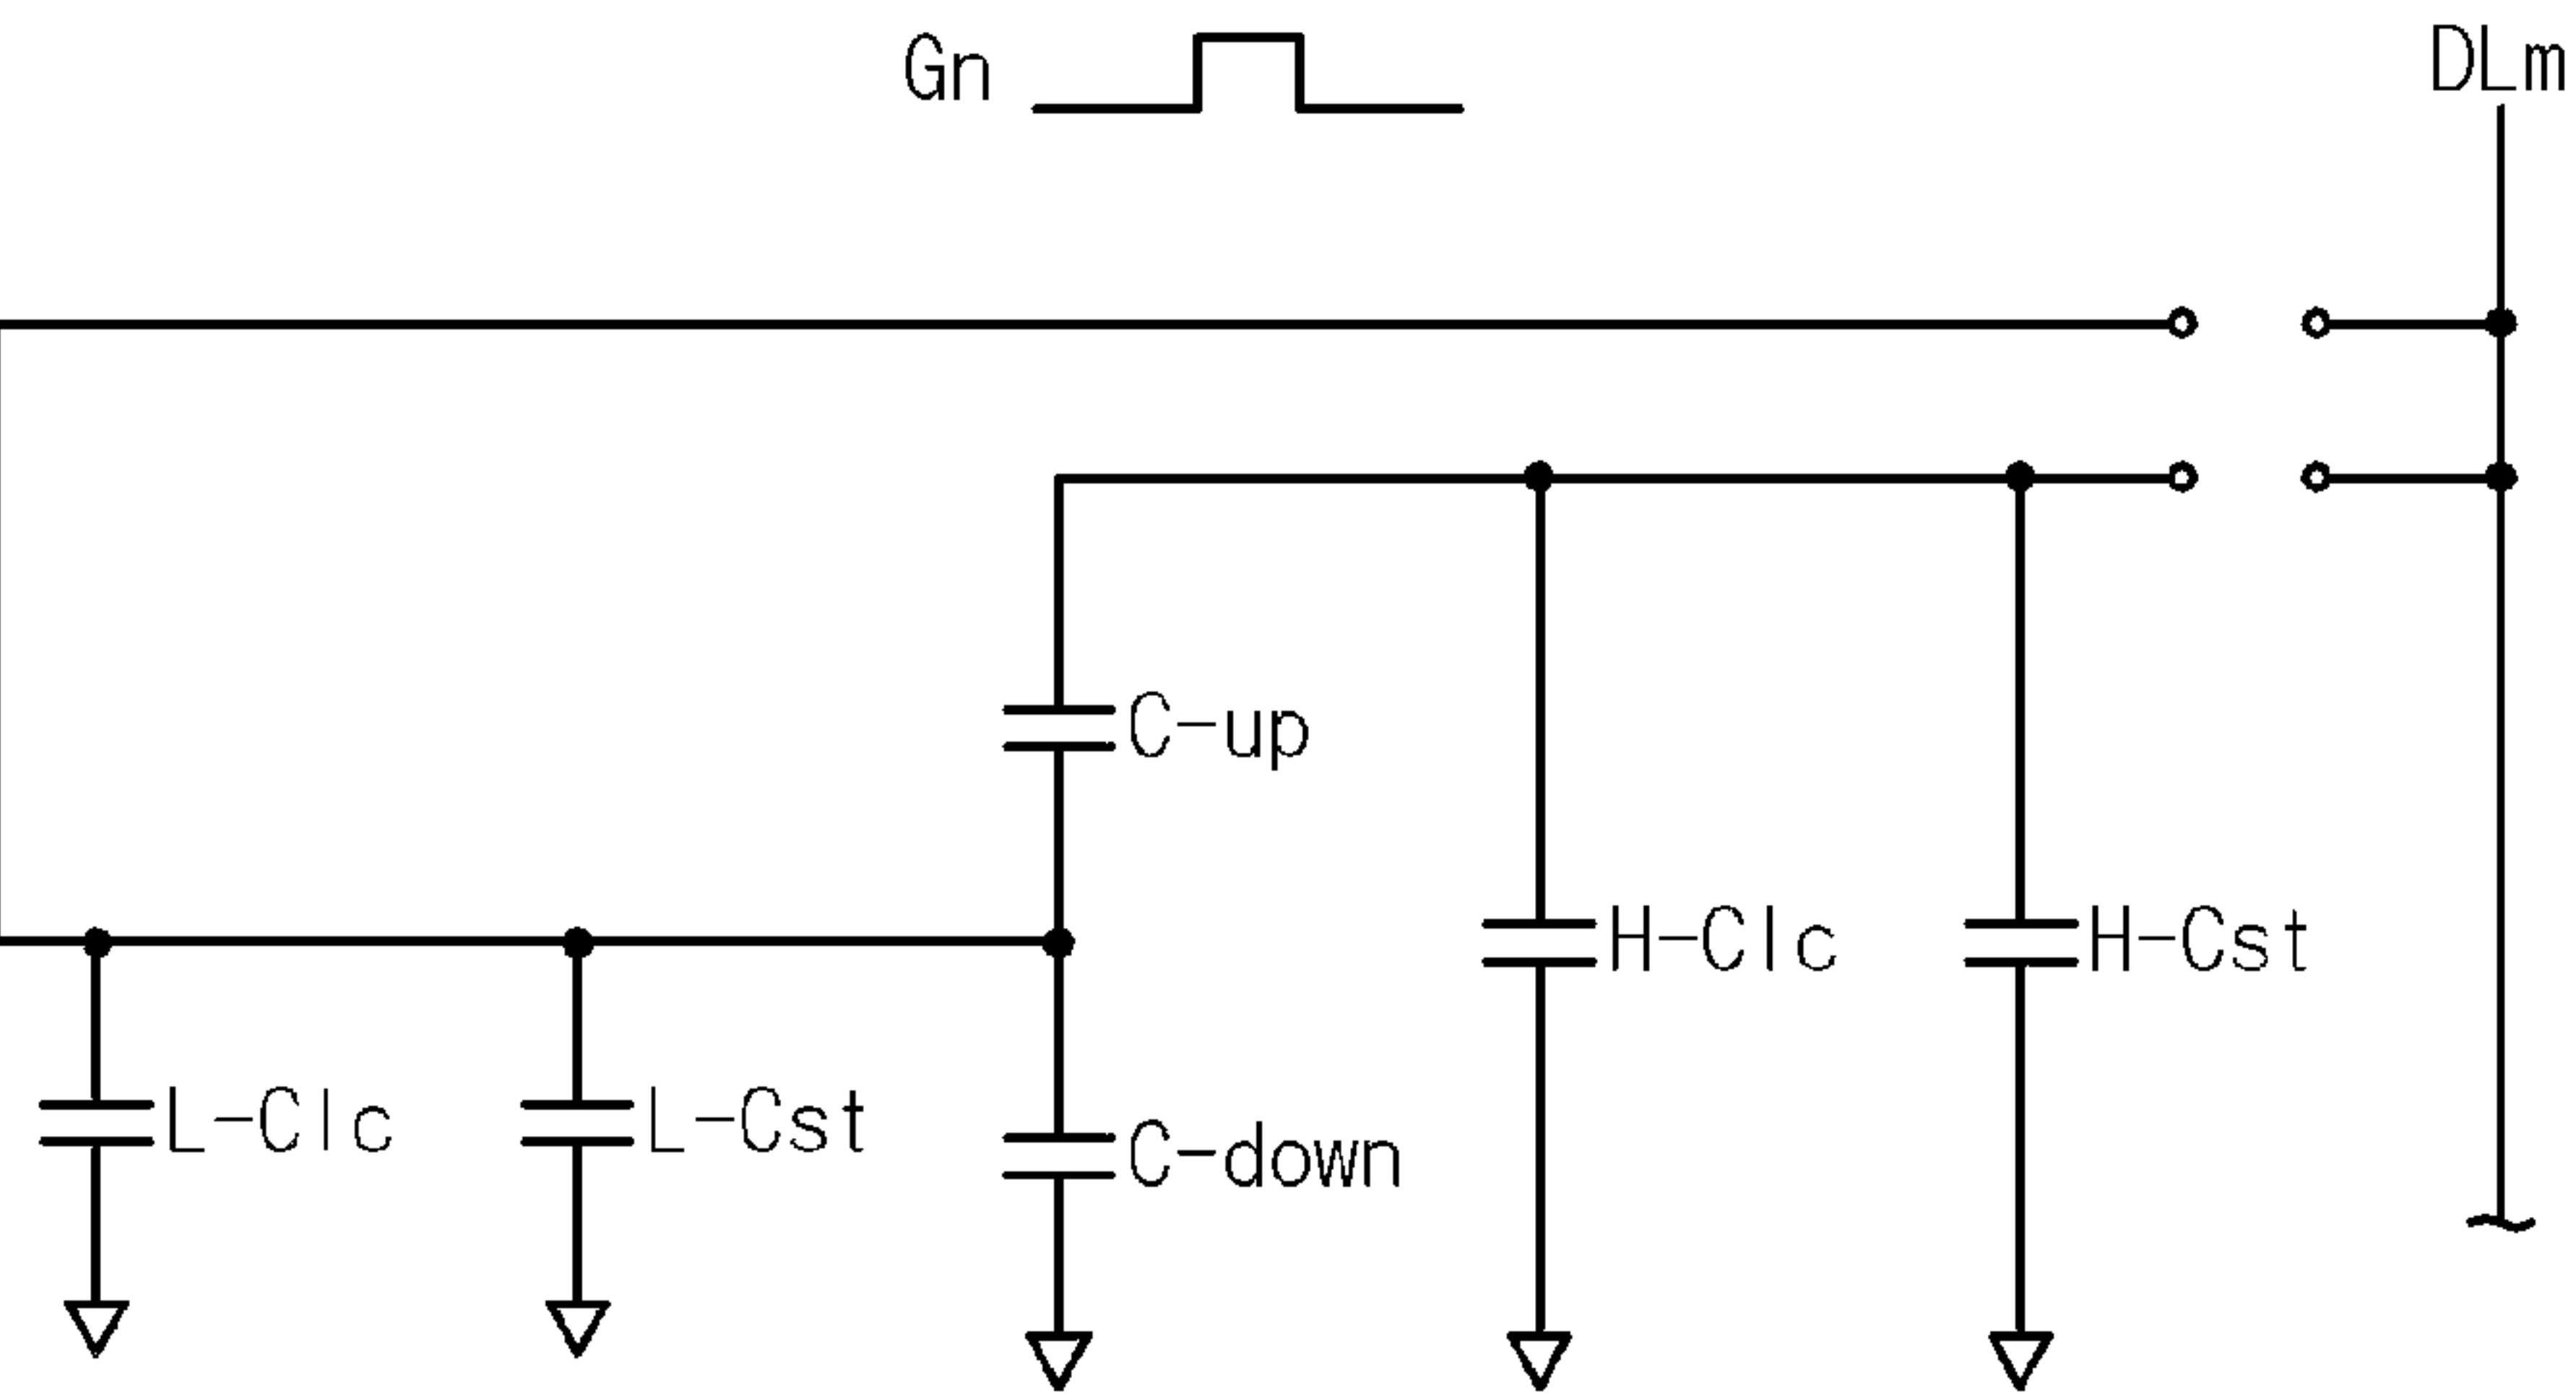 Gn
DLm
C-up
H-Clc
H-Cst
L-Clc
L-Cst
C-down